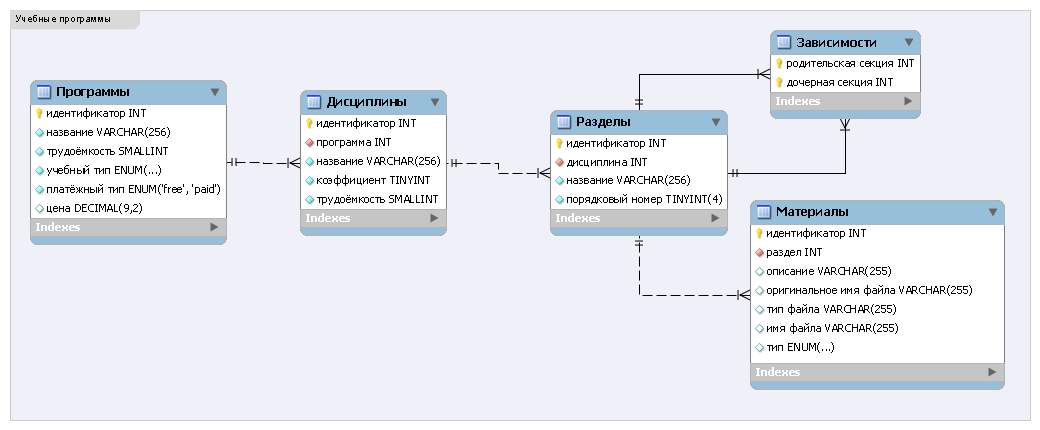 Учебные программы
Программы
идентификатор INT
название VARCHAR(256)
трудоёмкость SMALLINT
учебный тип ENUM(...)
платёжный тип ENUM('free', 'paid')
цена DECIMAL(9,2)
Indexes
Дисциплины
идентификатор INT
программа INT
название VARCHAR(256)
коэффициент TINYINT
трудоёмкость SMALLINT
Indexes
Разделы
идентификатор INT
дисциплина INT
название VARCHAR(256)
порядковый номер TINYINT(4)
Indexes
Зависимости
родительская секция INT
дочерная секция INT
Indexes
Материалы
идентификатор INT
раздел INT
описание VARCHAR(255)
оригинальное имя файла VARCHAR(255)
тип файла VARCHAR(255)
имя файла VARCHAR(255)
тип ENUM(...)
Indexes